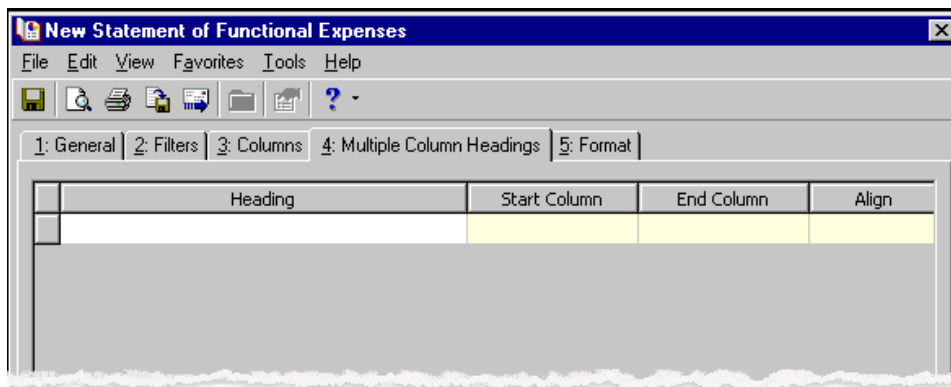 New Statement of Functional Expenses
File Edit View Favorites Tools Help
?
1: General 2: Filters 3: Columns 4: Multiple Column Headings 5: Format
Heading Start Column End Column Align